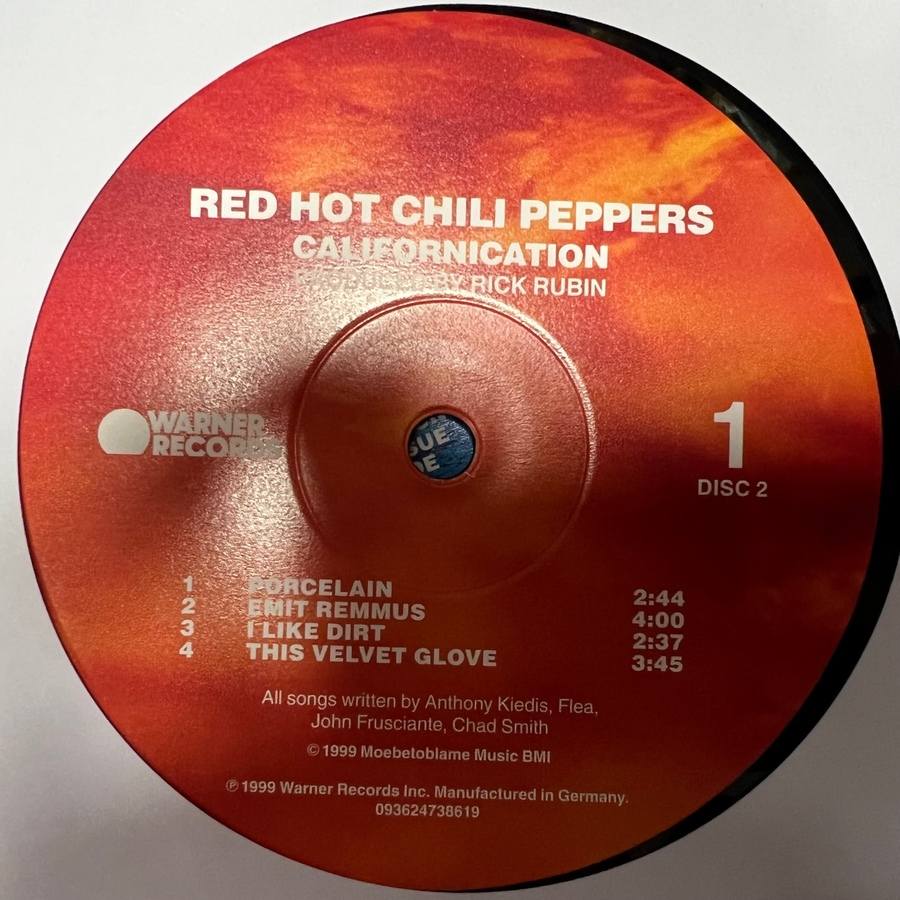 RED HOT CHILI PEPPERS
CALIFORNICATION
PRODUCED BY RICK RUBIN
WARNER
RECORDS
1
DISC 2
1 PORCELAIN 2:44
2 EMIT REMMUS 4:00
3 I LIKE DIRT 2:37
4 THIS VELVET GLOVE 3:45
All songs written by Anthony Kiedis, Flea,
John Frusciante, Chad Smith
© 1999 Moebetoblame Music BMI
℗ 1999 Warner Records Inc. Manufactured in Germany.
093624738619